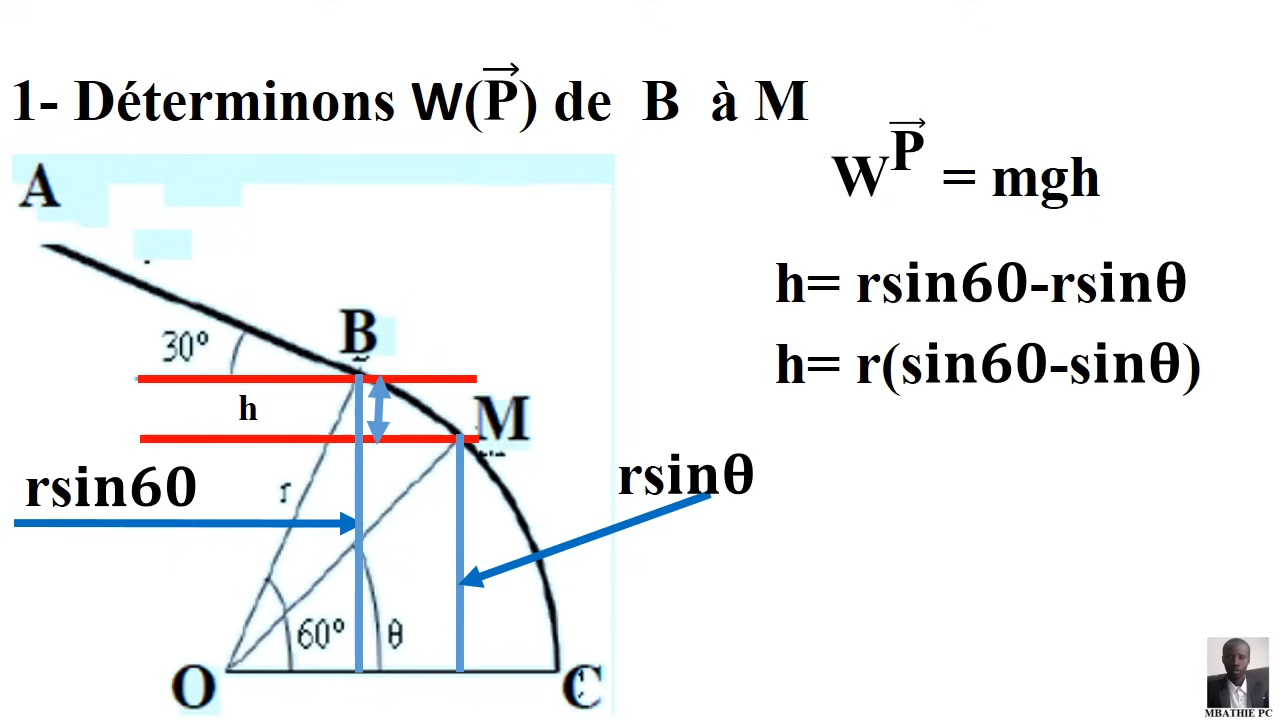 1- Déterminons W(P⃗) de B à M
W^P⃗ = mgh
A
h= rsin60-rsinθ
B
30°
h= r(sin60-sinθ)
h
M
rsin60
r
rsinθ
60°
θ
O
C
MBATHIE PC